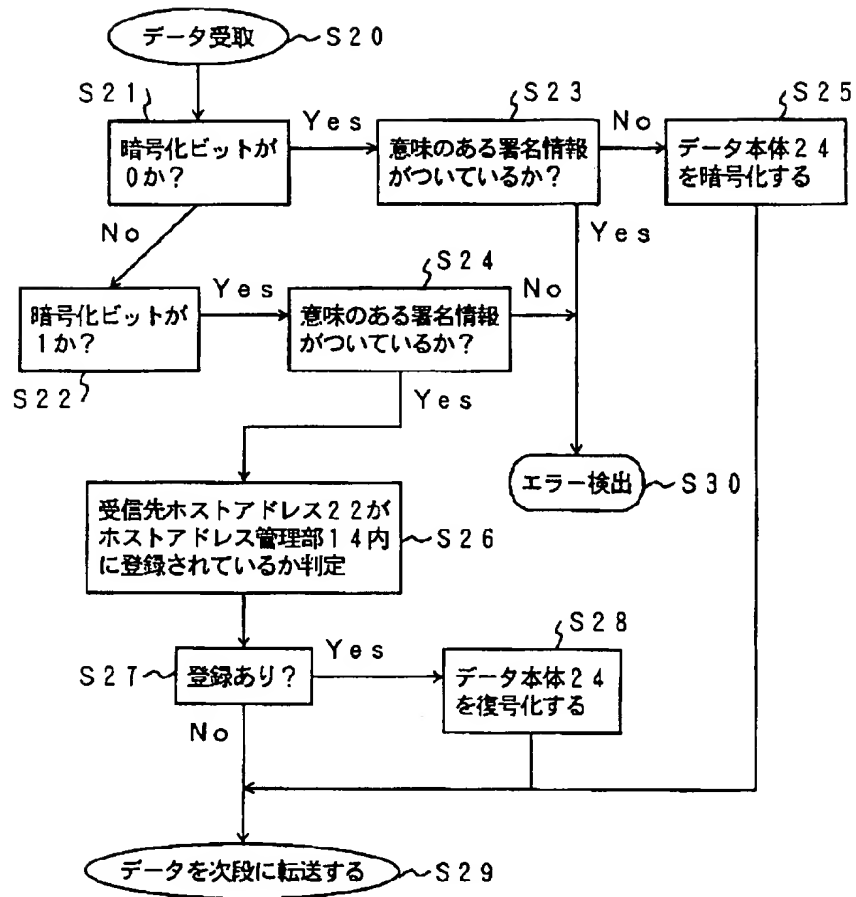 データ受取
S20
S21
S23
S25
暗号化ビットが
0か?
Yes
意味のある署名情報
がついているか?
No
データ本体24
を暗号化する
No
Yes
S24
暗号化ビットが
1か?
Yes
意味のある署名情報
がついているか?
No
S22
Yes
エラー検出
S30
受信先ホストアドレス22が
ホストアドレス管理部14内
に登録されているか判定
S26
S28
S27
登録あり?
Yes
データ本体24
を復号化する
No
データを次段に転送する
S29